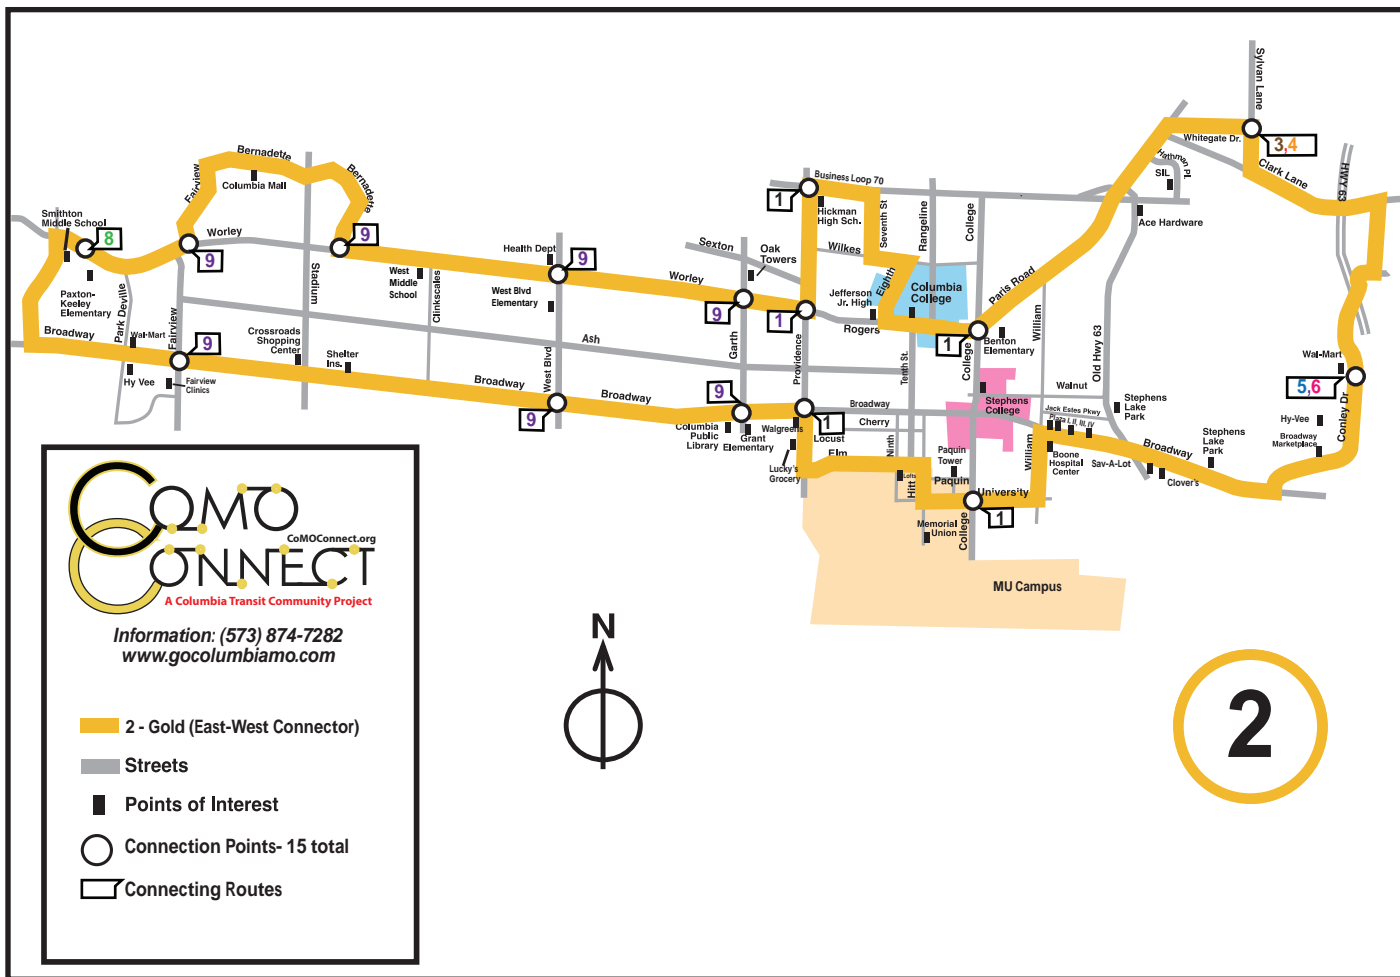 Sylvan Lane
Whitegate Dr.
3,4
Hathman Pl.
SIL
Clark Lane
HWY 63
Ace Hardware
Bernadette
Bernadette
Fairview
Columbia Mall
Smithton
Middle School
8
Worley
9
9
Paxton-
Keeley
Elementary
Park Daville
Fairview
Stadium
West
Middle
School
Clinkscales
Health Dept
9
West Blvd
Elementary
Sexton
Oak
Towers
Worley
9
1
1
Business Loop 70
Hickman
High Sch.
Seventh St
Wilkes
Rangeline
College
Eighth
Columbia
College
Jefferson
Jr. High
Rogers
Paris Road
William
Old Hwy 63
1
Benton
Elementary
Broadway
Wal-Mart
Hy Vee
Fairview
Clinics
9
Crossroads
Shopping
Center
Shelter
Ins.
Ash
Broadway
West Blvd
9
Broadway
Garth
Providence
9
Columbia
Public
Library
Grant
Elementary
Walgreens
Lucky's
Grocery
1
Locust
Elm
Broadway
Cherry
Tenth St.
Ninth
College
Stephens
College
Walnut
Jack Estes Pkwy
Plaza I, II, III, IV
Stephens
Lake
Park
Wal-Mart
5,6
Conley Dr
Hy-Vee
Broadway
Marketplace
Stephens
Lake
Park
Broadway
Sav-A-Lot
Clover's
Boone
Hospital
Center
William
Paquin
Tower
Paquin
Lofts
Hitt
University
1
Memorial
Union
College
MU Campus
CoMO
CoMOConnect.org
CONNECT
A Columbia Transit Community Project
Information: (573) 874-7282
www.gocolumbiamo.com
2 - Gold (East-West Connector)
Streets
Points of Interest
Connection Points- 15 total
Connecting Routes
N
2